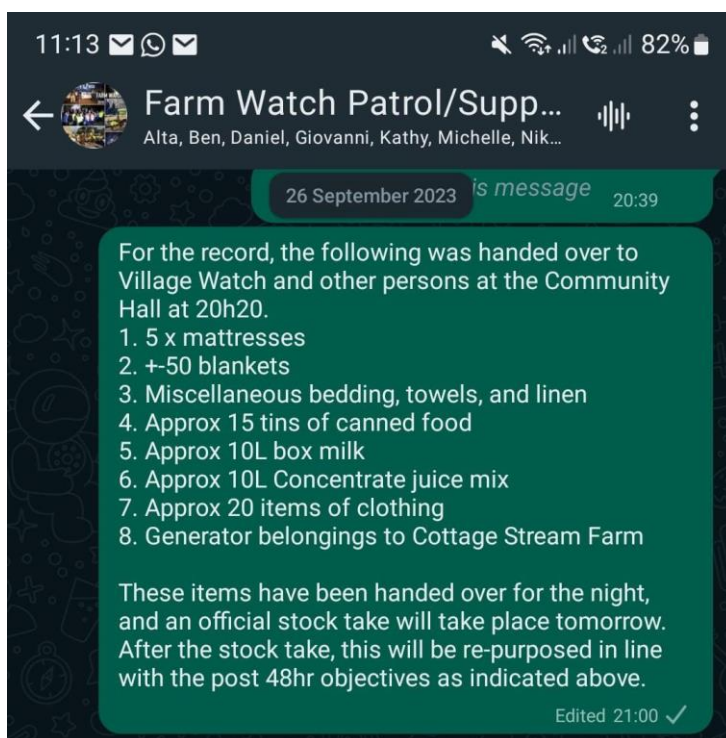 11:13 82%
Farm Watch Patrol/Supp...
Alta, Ben, Daniel, Giovanni, Kathy, Michelle, Nik...
26 September 2023 is message 20:39
For the record, the following was handed over to
Village Watch and other persons at the Community
Hall at 20h20.
1. 5 x mattresses
2. +-50 blankets
3. Miscellaneous bedding, towels, and linen
4. Approx 15 tins of canned food
5. Approx 10L box milk
6. Approx 10L Concentrate juice mix
7. Approx 20 items of clothing
8. Generator belongings to Cottage Stream Farm
These items have been handed over for the night,
and an official stock take will take place tomorrow.
After the stock take, this will be re-purposed in line
with the post 48hr objectives as indicated above.
Edited 21:00